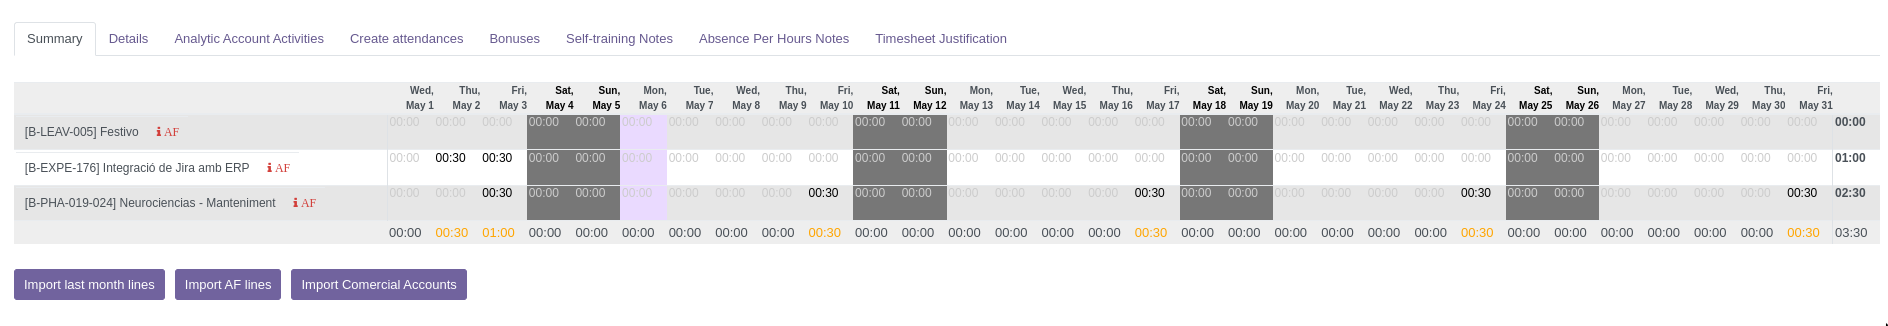 Summary Details Analytic Account Activities Create attendances Bonuses Self-training Notes Absence Per Hours Notes Timesheet Justification
Wed, Thu, Fri, Sat, Sun, Mon, Tue, Wed, Thu, Fri, Sat, Sun, Mon, Tue, Wed, Thu, Fri, Sat, Sun, Mon, Tue, Wed, Thu, Fri, Sat, Sun, Mon, Tue, Wed, Thu, Fri,
May 1 May 2 May 3 May 4 May 5 May 6 May 7 May 8 May 9 May 10 May 11 May 12 May 13 May 14 May 15 May 16 May 17 May 18 May 19 May 20 May 21 May 22 May 23 May 24 May 25 May 26 May 27 May 28 May 29 May 30 May 31
[B-LEAV-005] Festivo AF 00:00 00:00 00:00 00:00 00:00 00:00 00:00 00:00 00:00 00:00 00:00 00:00 00:00 00:00 00:00 00:00 00:00 00:00 00:00 00:00 00:00 00:00 00:00 00:00 00:00 00:00 00:00 00:00 00:00 00:00 00:00 00:00
[B-EXPE-176] Integració de Jira amb ERP AF 00:00 00:30 00:30 00:00 00:00 00:00 00:00 00:00 00:00 00:00 00:00 00:00 00:00 00:00 00:00 00:00 00:00 00:00 00:00 00:00 00:00 00:00 00:00 00:00 00:00 00:00 00:00 00:00 00:00 00:00 00:00 01:00
[B-PHA-019-024] Neurociencias - Manteniment AF 00:00 00:00 00:30 00:00 00:00 00:00 00:00 00:00 00:00 00:30 00:00 00:00 00:00 00:00 00:00 00:00 00:30 00:00 00:00 00:00 00:00 00:00 00:00 00:30 00:00 00:00 00:00 00:00 00:00 00:00 00:30 02:30
00:00 00:30 01:00 00:00 00:00 00:00 00:00 00:00 00:00 00:30 00:00 00:00 00:00 00:00 00:00 00:00 00:30 00:00 00:00 00:00 00:00 00:00 00:00 00:30 00:00 00:00 00:00 00:00 00:00 00:00 00:30 03:30
Import last month lines Import AF lines Import Comercial Accounts